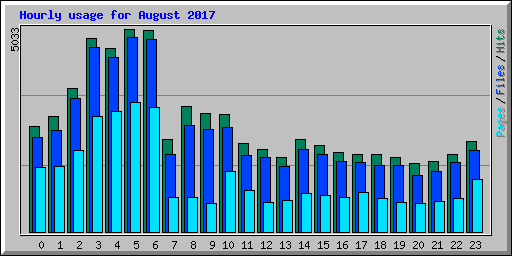 Hourly usage for August 2017
5033
Pages / Files / Hits
0 1 2 3 4 5 6 7 8 9 10 11 12 13 14 15 16 17 18 19 20 21 22 23